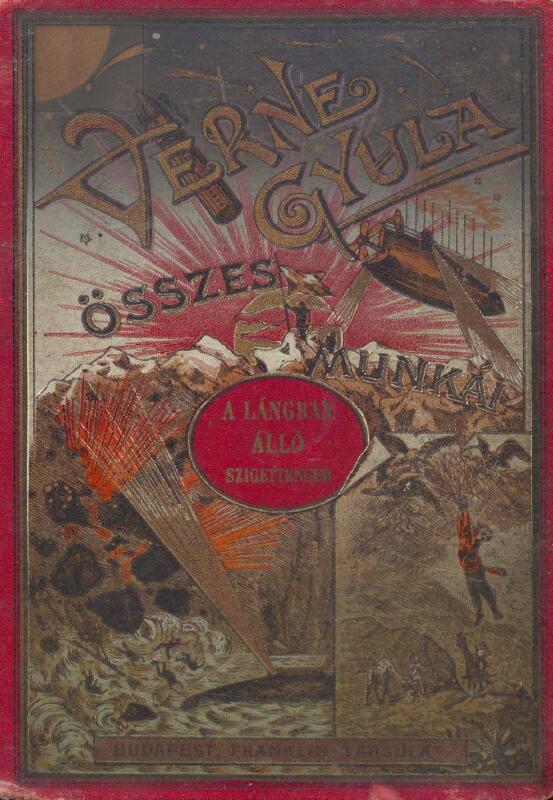 VERNE
GYULA
ÖSSZES
MUNKÁI
A LÁNGBAN
ÁLLÓ
SZIGETTENGER
BUDAPEST, FRANKLIN TÁRSULAT